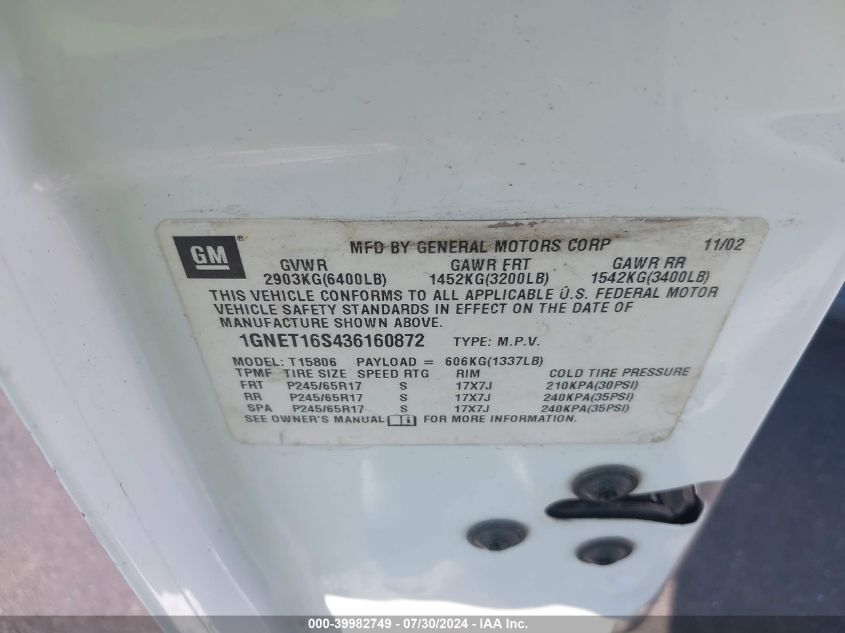 GM ® MFD BY GENERAL MOTORS CORP 11/02
GVWR GAWR FRT GAWR RR
2903KG(6400LB) 1452KG(3200LB) 1542KG(3400LB)
THIS VEHICLE CONFORMS TO ALL APPLICABLE U.S. FEDERAL MOTOR
VEHICLE SAFETY STANDARDS IN EFFECT ON THE DATE OF
MANUFACTURE SHOWN ABOVE.
1GNET16S436160872 TYPE: M.P.V.
MODEL: T15806 PAYLOAD = 606KG(1337LB)
TPMF TIRE SIZE SPEED RTG RIM COLD TIRE PRESSURE
FRT P245/65R17 S 17X7J 210KPA(30PSI)
RR P245/65R17 S 17X7J 240KPA(35PSI)
SPA P245/65R17 S 17X7J 240KPA(35PSI)
SEE OWNER'S MANUAL i FOR MORE INFORMATION.
000-39982749 - 07/30/2024 - IAA Inc.